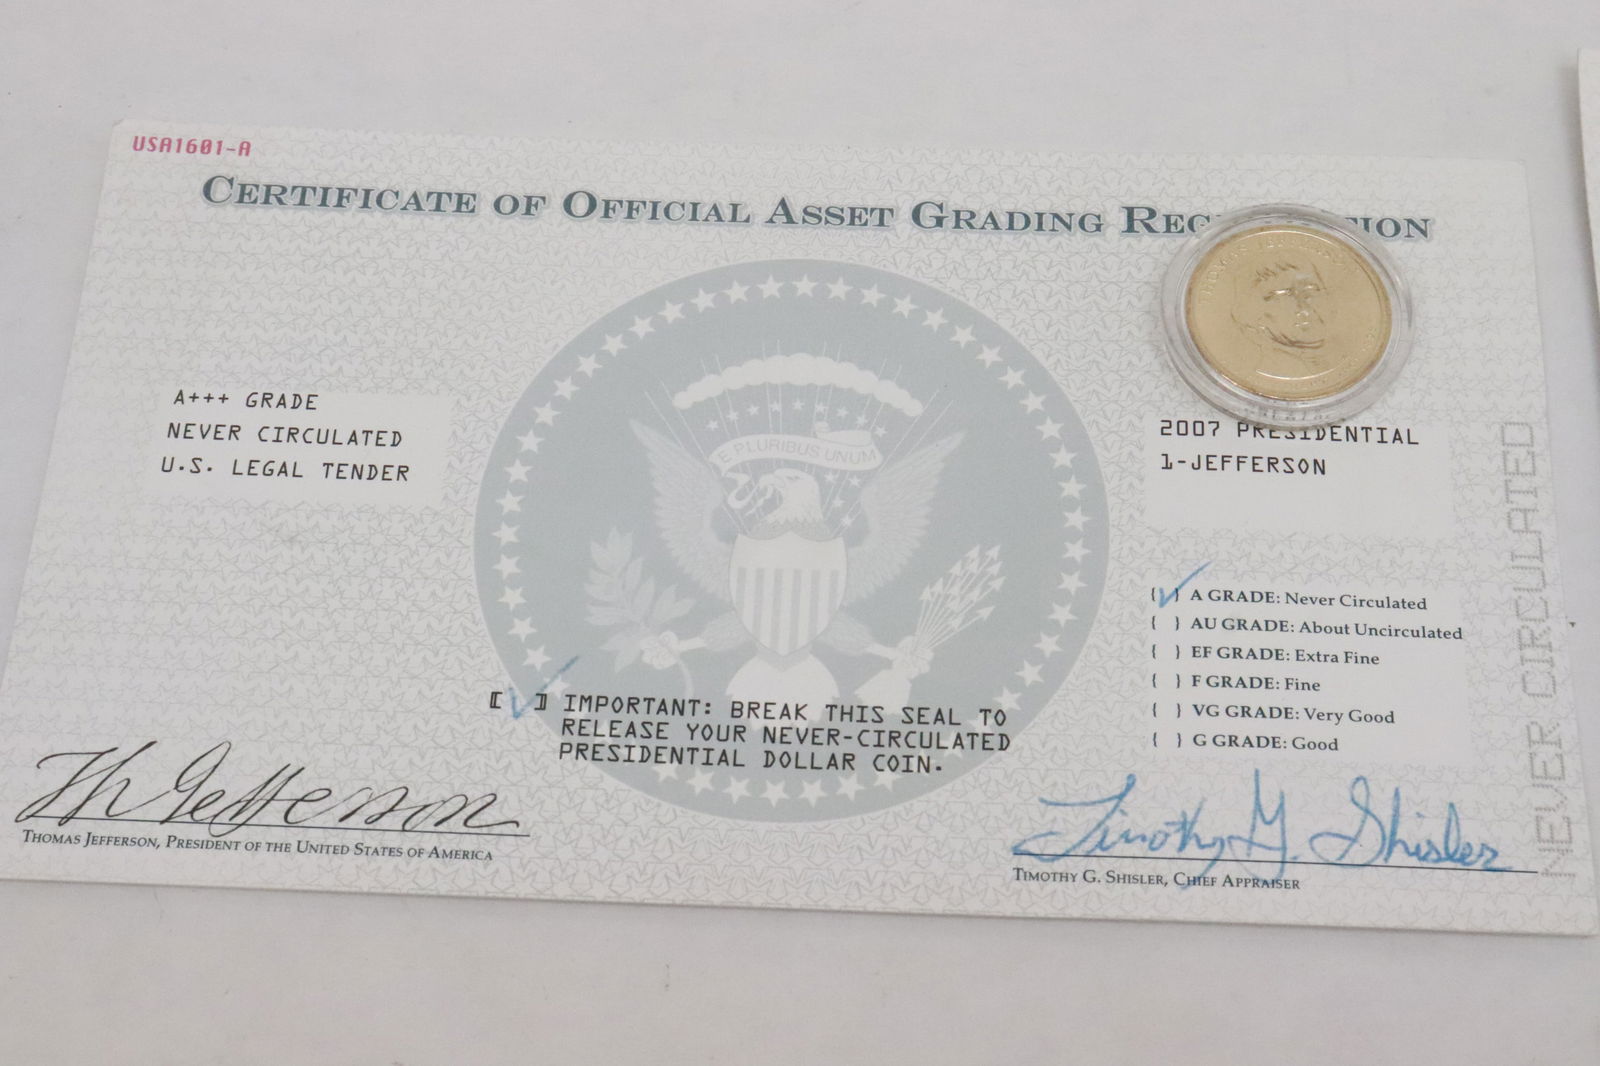 USA1601-A
CERTIFICATE OF OFFICIAL ASSET GRADING
THOMAS JEFFERSON
E PLURIBUS UNUM
A+++ GRADE
NEVER CIRCULATED
U.S. LEGAL TENDER
2007 PRESIDENTIAL
1-JEFFERSON
{ } A GRADE: Never Circulated
{ } AU GRADE: About Uncirculated
{ } EF GRADE: Extra Fine
{ } F GRADE: Fine
{ } VG GRADE: Very Good
{ } G GRADE: Good
NEVER CIRCULATED
[ ] IMPORTANT: BREAK THIS SEAL TO
RELEASE YOUR NEVER-CIRCULATED
PRESIDENTIAL DOLLAR COIN.
Th Jefferson
THOMAS JEFFERSON, PRESIDENT OF THE UNITED STATES OF AMERICA
Timothy G. Shisler
TIMOTHY G. SHISLER, CHIEF APPRAISER